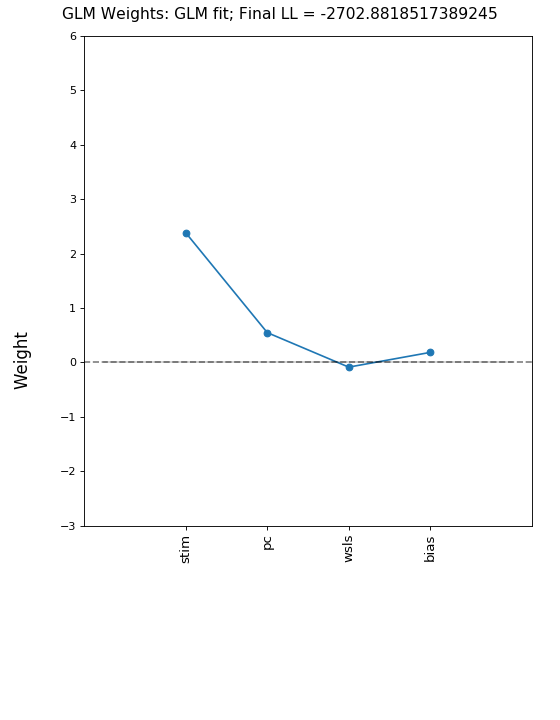 GLM Weights: GLM fit; Final LL = -2702.8818517389245
6
5
4
3
2
1
0
−1
−2
−3
Weight
stim
pc
wsls
bias